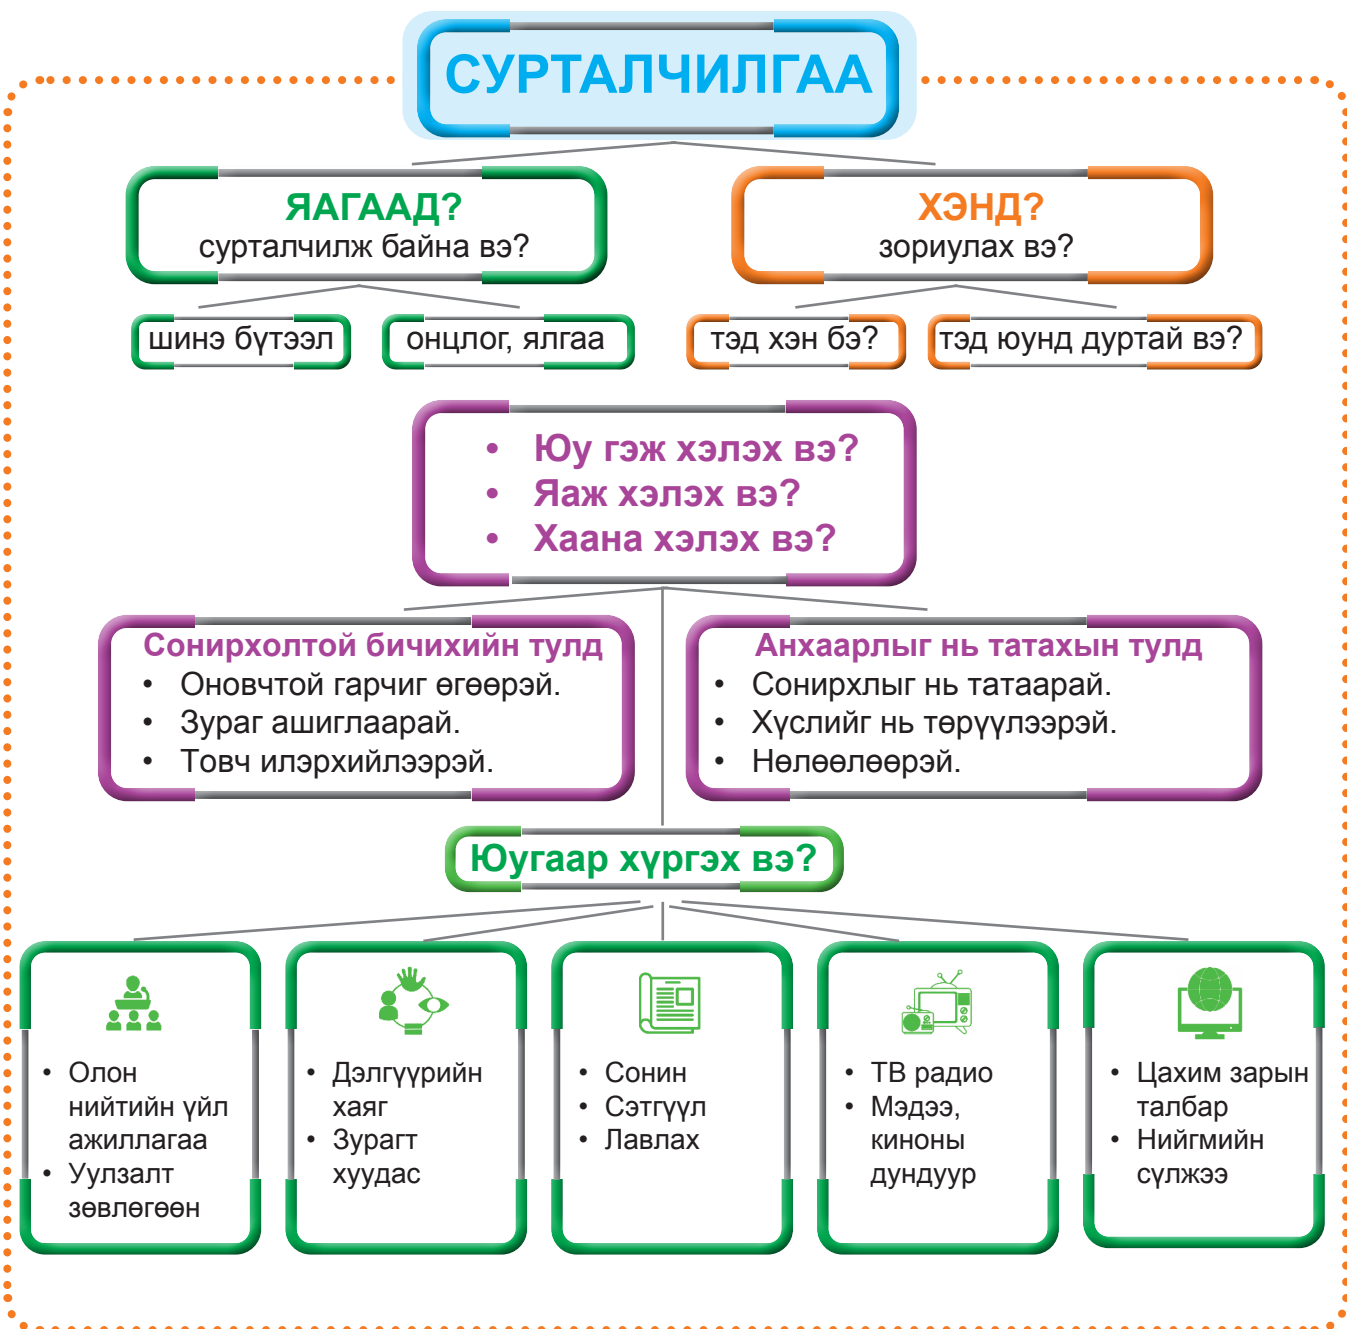 СУРТАЛЧИЛГАА
ЯАГААД?
сурталчилж байна вэ?
ХЭНД?
зориулах вэ?
шинэ бүтээл
онцлог, ялгаа
тэд хэн бэ?
тэд юунд дуртай вэ?
• Юу гэж хэлэх вэ?
• Яаж хэлэх вэ?
• Хаана хэлэх вэ?
Сонирхолтой бичихийн тулд
• Оновчтой гарчиг өгөөрэй.
• Зураг ашиглаарай.
• Товч илэрхийлээрэй.
Анхаарлыг нь татахын тулд
• Сонирхлыг нь татаарай.
• Хүслийг нь төрүүлээрэй.
• Нөлөөлөөрэй.
Юугаар хүргэх вэ?
• Олон
нийтийн үйл
ажиллагаа
• Уулзалт
зөвлөгөөн
• Дэлгүүрийн
хаяг
• Зурагт
хуудас
• Сонин
• Сэтгүүл
• Лавлах
• ТВ радио
• Мэдээ,
киноны
дундуур
• Цахим зарын
талбар
• Нийгмийн
сүлжээ